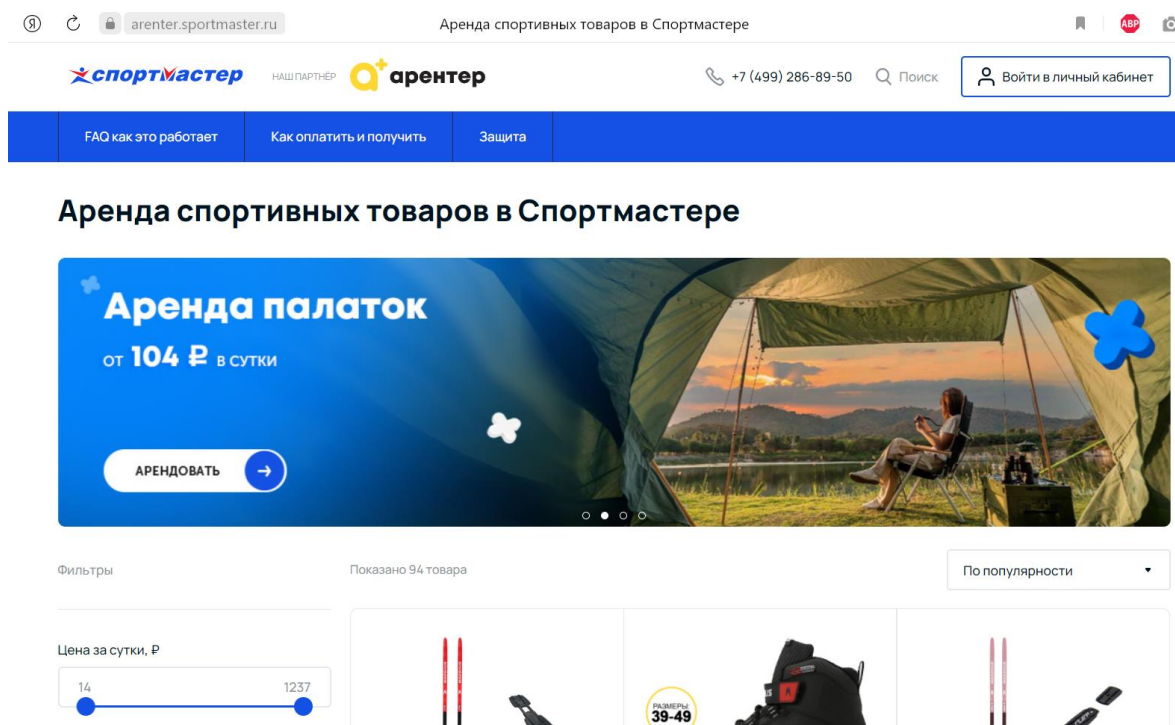 arenter.sportmaster.ru
Аренда спортивных товаров в Спортмастере
ABP
спортмастер
НАШ ПАРТНЁР
арентер
+7 (499) 286-89-50
Поиск
Войти в личный кабинет
FAQ как это работает
Как оплатить и получить
Защита
Аренда спортивных товаров в Спортмастере
Аренда палаток
от 104 ₽ в сутки
АРЕНДОВАТЬ
Фильтры
Показано 94 товара
По популярности
Цена за сутки, ₽
14
1237
РАЗМЕРЫ
39-49